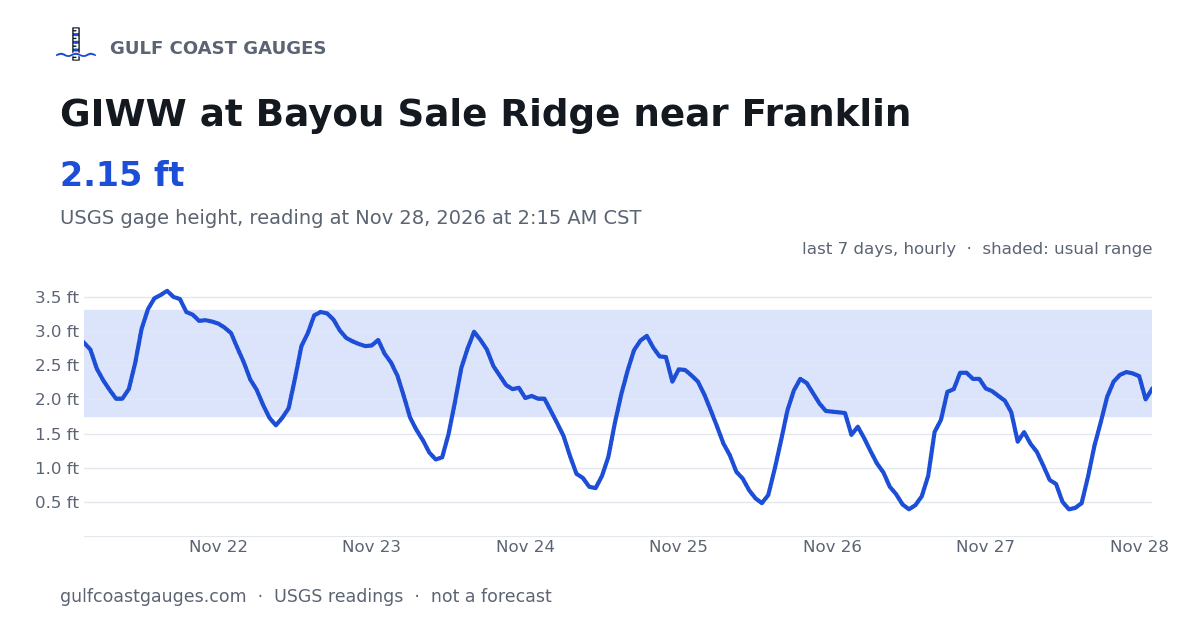 GULF COAST GAUGES
GIWW at Bayou Sale Ridge near Franklin
2.15 ft
USGS gage height, reading at Nov 28, 2026 at 2:15 AM CST
last 7 days, hourly · shaded: usual range
3.5 ft
3.0 ft
2.5 ft
2.0 ft
1.5 ft
1.0 ft
0.5 ft
Nov 22 Nov 23 Nov 24 Nov 25 Nov 26 Nov 27 Nov 28
gulfcoastgauges.com · USGS readings · not a forecast